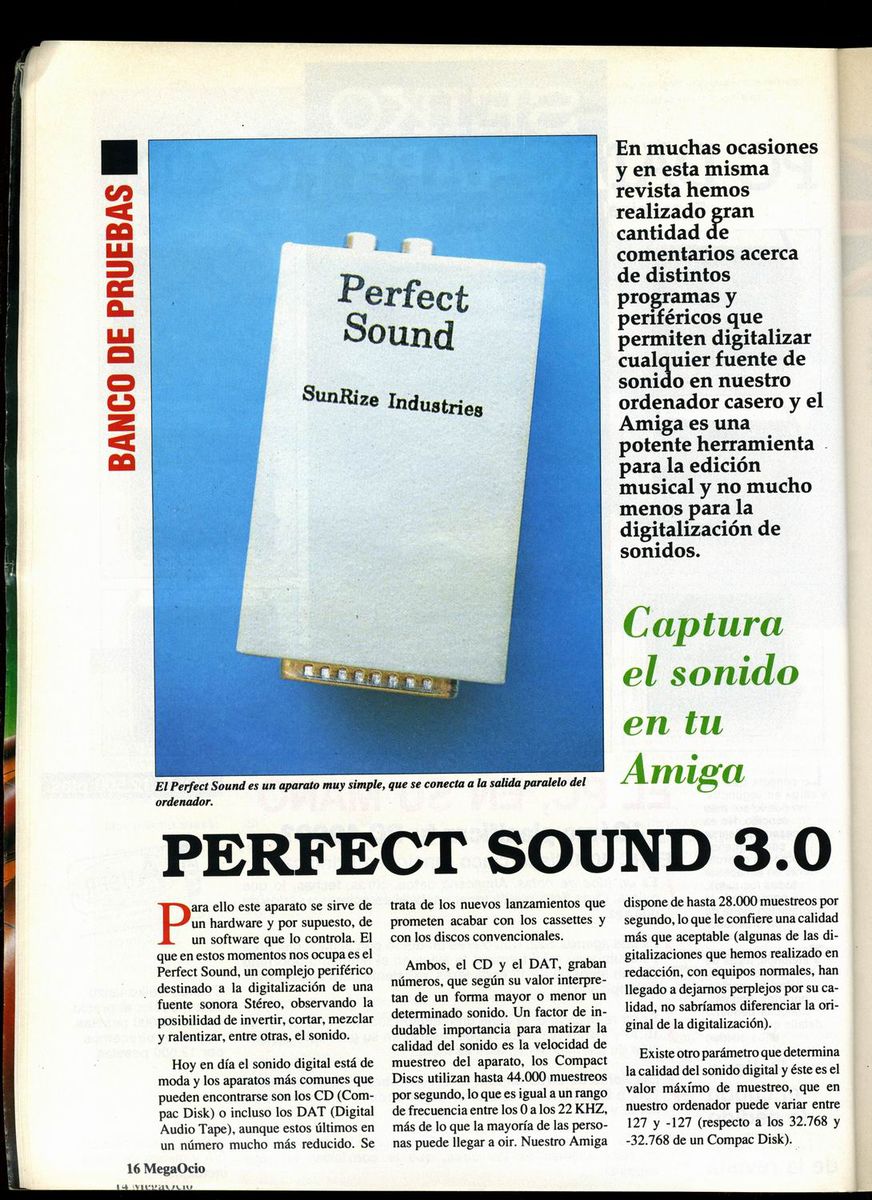 BANCO DE PRUEBAS
Perfect
Sound
SunRize Industries
El Perfect Sound es un aparato muy simple, que se conecta a la salida paralelo del
ordenador.
En muchas ocasiones
y en esta misma
revista hemos
realizado gran
cantidad de
comentarios acerca
de distintos
programas y
periféricos que
permiten digitalizar
cualquier fuente de
sonido en nuestro
ordenador casero y el
Amiga es una
potente herramienta
para la edición
musical y no mucho
menos para la
digitalización de
sonidos.
Captura
el sonido
en tu
Amiga
PERFECT SOUND 3.0
Para ello este aparato se sirve de
un hardware y por supuesto, de
un software que lo controla. El
que en estos momentos nos ocupa es el
Perfect Sound, un complejo periférico
destinado a la digitalización de una
fuente sonora Stéreo, observando la
posibilidad de invertir, cortar, mezclar
y ralentizar, entre otras, el sonido.
Hoy en día el sonido digital está de
moda y los aparatos más comunes que
pueden encontrarse son los CD (Com-
pac Disk) o incluso los DAT (Digital
Audio Tape), aunque estos últimos en
un número mucho más reducido. Se
trata de los nuevos lanzamientos que
prometen acabar con los cassettes y
con los discos convencionales.
Ambos, el CD y el DAT, graban
números, que según su valor interpre-
tan de un forma mayor o menor un
determinado sonido. Un factor de in-
dudable importancia para matizar la
calidad del sonido es la velocidad de
muestreo del aparato, los Compact
Discs utilizan hasta 44.000 muestreos
por segundo, lo que es igual a un rango
de frecuencia entre los 0 a los 22 KHZ,
más de lo que la mayoría de las perso-
nas puede llegar a oir. Nuestro Amiga
dispone de hasta 28.000 muestreos por
segundo, lo que le confiere una calidad
más que aceptable (algunas de las di-
gitalizaciones que hemos realizado en
redacción, con equipos normales, han
llegado a dejarnos perplejos por su ca-
lidad, no sabríamos diferenciar la ori-
ginal de la digitalización).
Existe otro parámetro que determina
la calidad del sonido digital y éste es el
valor máxímo de muestreo, que en
nuestro ordenador puede variar entre
127 y -127 (respecto a los 32.768 y
-32.768 de un Compac Disk).
16 MegaOcio
14 MegaOcio